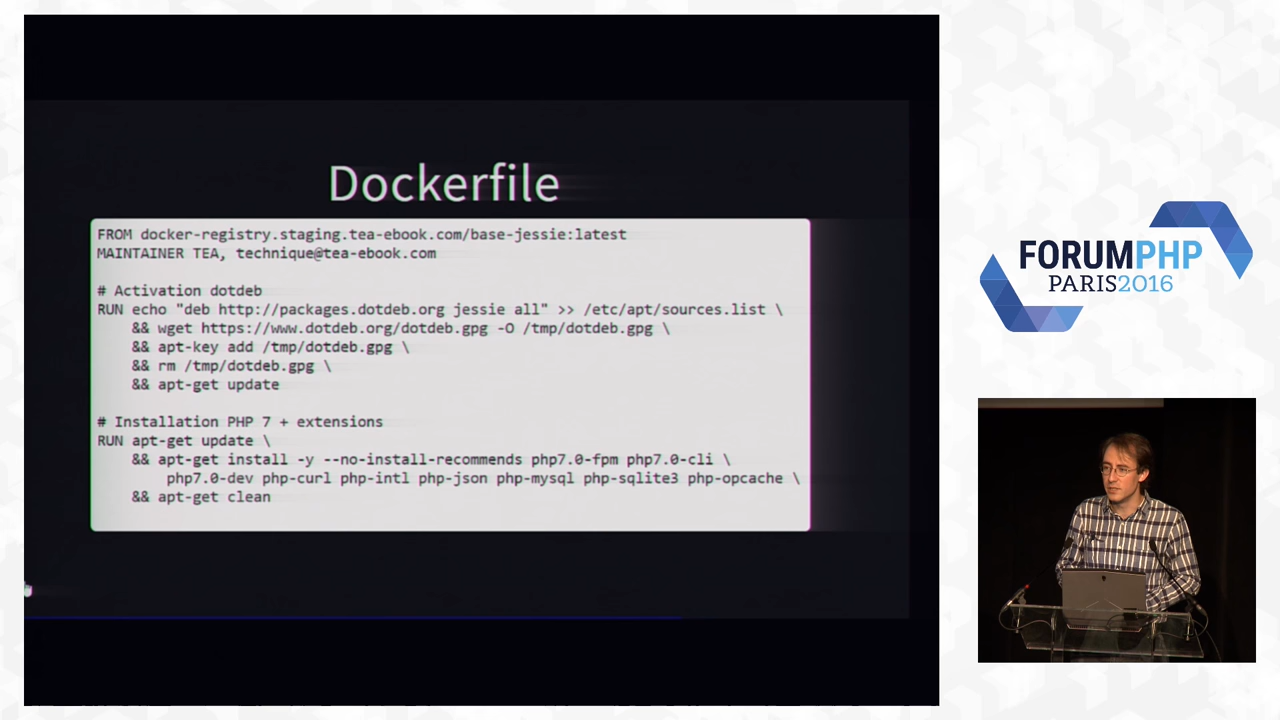 Dockerfile
FROM docker-registry.staging.tea-ebook.com/base-jessie:latest
MAINTAINER TEA, technique@tea-ebook.com
# Activation dotdeb
RUN echo "deb http://packages.dotdeb.org jessie all" >> /etc/apt/sources.list \
&& wget https://www.dotdeb.org/dotdeb.gpg -O /tmp/dotdeb.gpg \
&& apt-key add /tmp/dotdeb.gpg \
&& rm /tmp/dotdeb.gpg \
&& apt-get update
# Installation PHP 7 + extensions
RUN apt-get update \
&& apt-get install -y --no-install-recommends php7.0-fpm php7.0-cli \
php7.0-dev php-curl php-intl php-json php-mysql php-sqlite3 php-opcache \
&& apt-get clean
FORUMPHP
PARIS2016